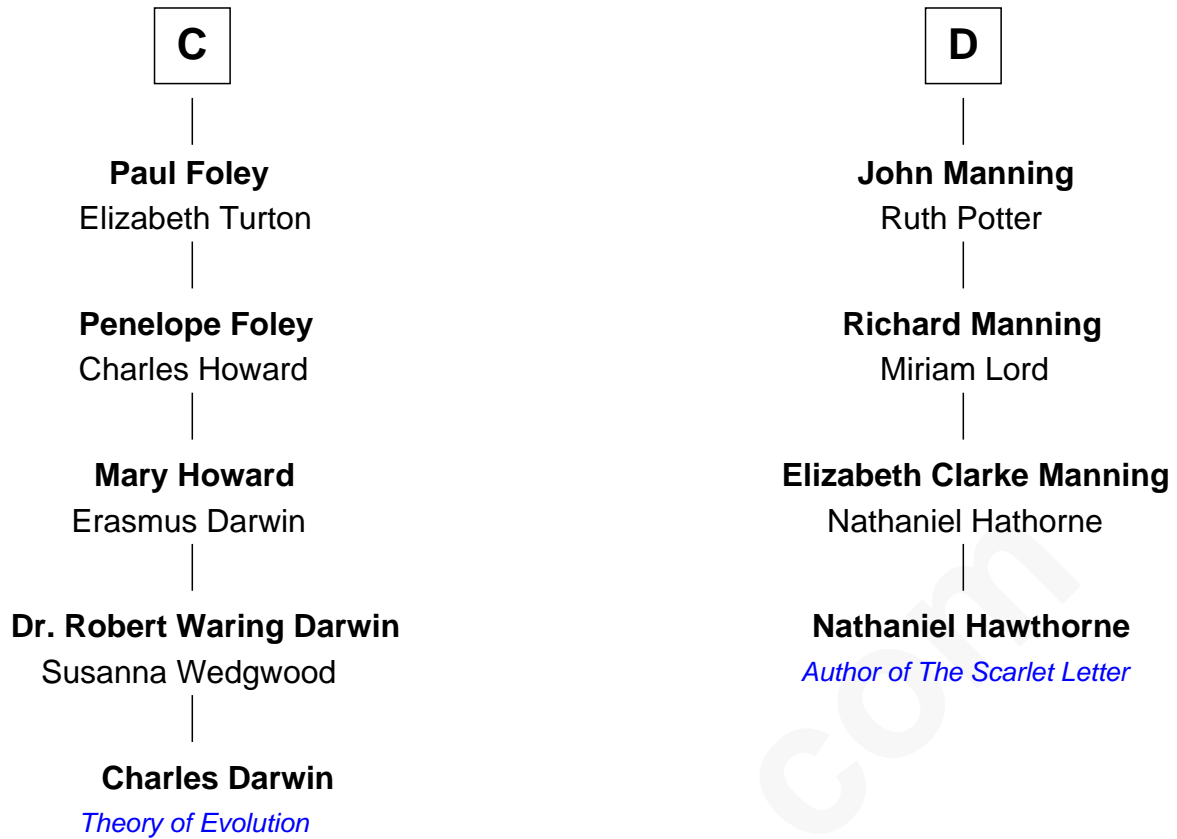 C
Paul Foley
Elizabeth Turton
Penelope Foley
Charles Howard
Mary Howard
Erasmus Darwin
Dr. Robert Waring Darwin
Susanna Wedgwood
Charles Darwin
Theory of Evolution
D
John Manning
Ruth Potter
Richard Manning
Miriam Lord
Elizabeth Clarke Manning
Nathaniel Hathorne
Nathaniel Hawthorne
Author of The Scarlet Letter
com